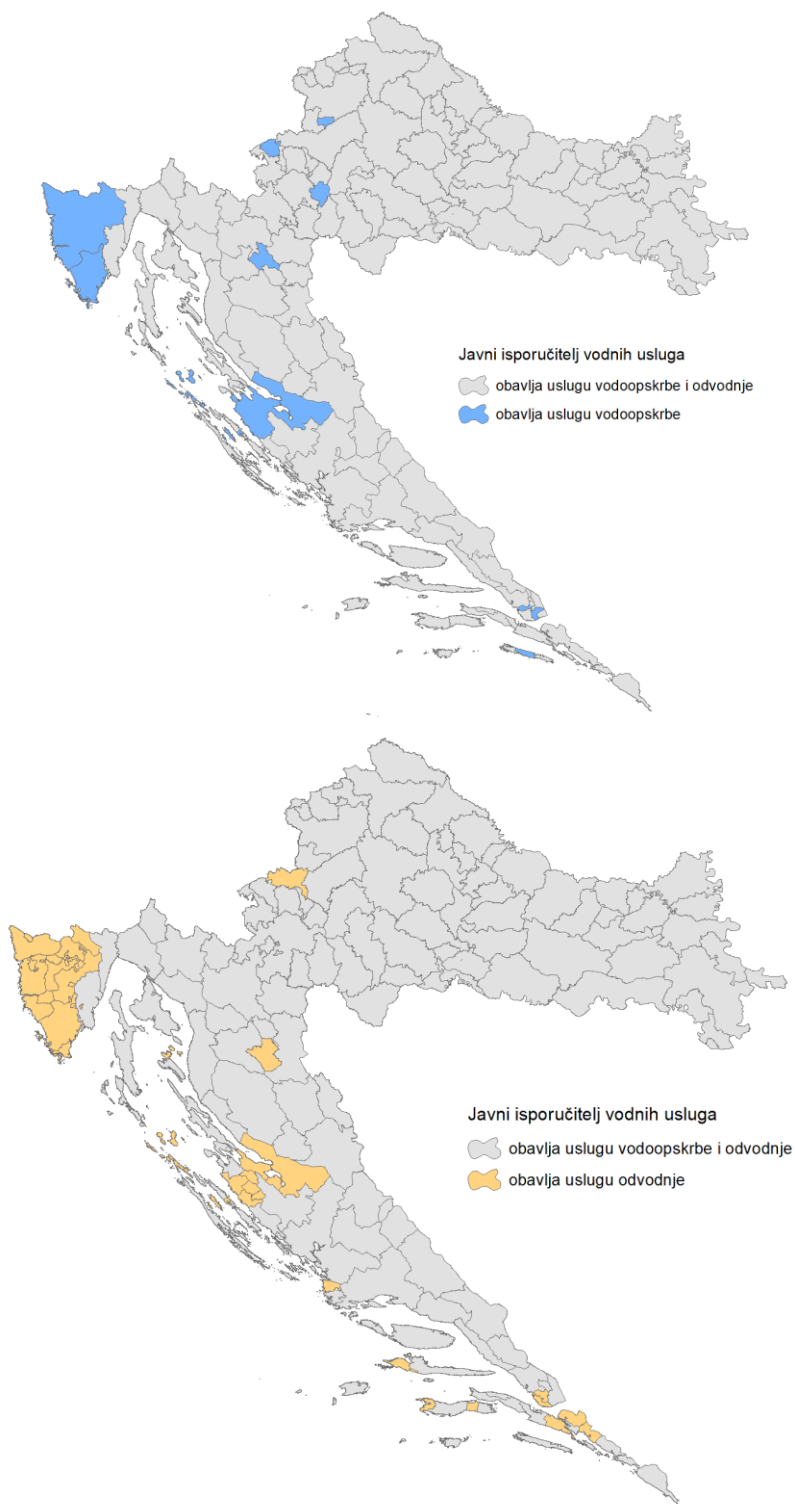 Javni isporučitelj vodnih usluga
obavlja uslugu vodoopskrbe i odvodnje
obavlja uslugu vodoopskrbe
Javni isporučitelj vodnih usluga
obavlja uslugu vodoopskrbe i odvodnje
obavlja uslugu odvodnje